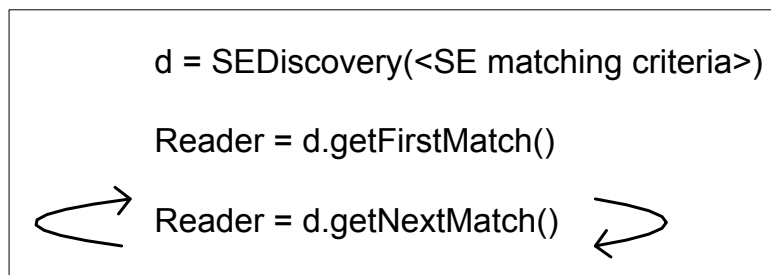 d = SEDiscovery(<SE matching criteria>)
Reader = d.getFirstMatch()
Reader = d.getNextMatch()